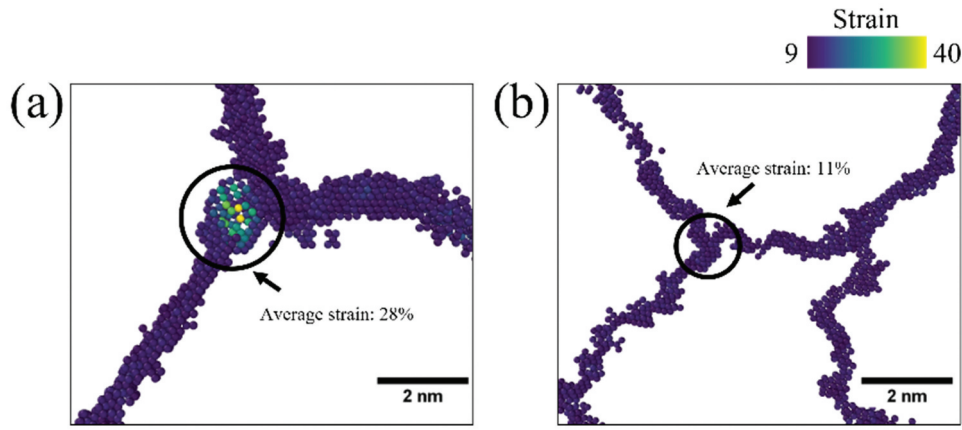 Strain
9 40
(a) (b)
Average strain: 11%
Average strain: 28%
2 nm 2 nm